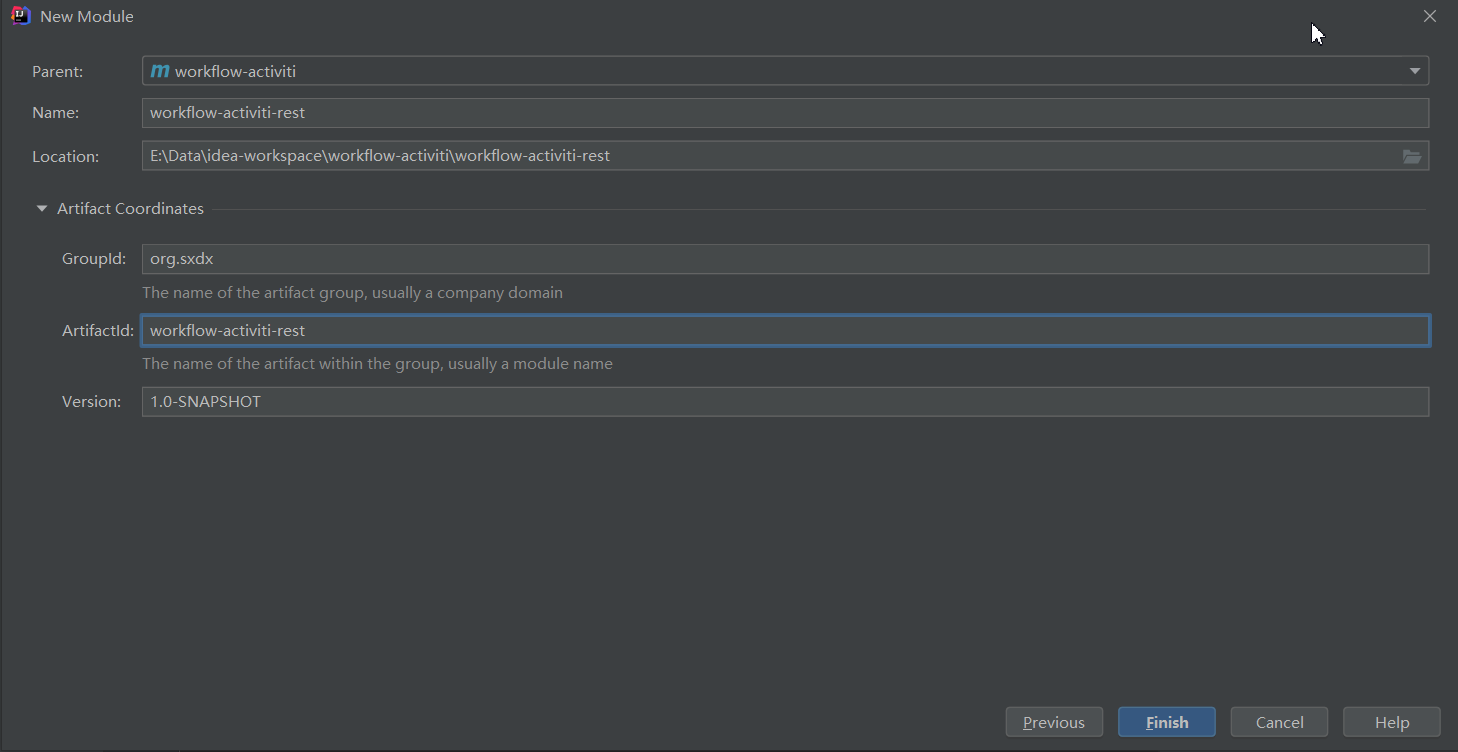 New Module
Parent: m workflow-activiti
Name: workflow-activiti-rest
Location: E:\Data\idea-workspace\workflow-activiti\workflow-activiti-rest
Artifact Coordinates
GroupId: org.sxdx
The name of the artifact group, usually a company domain
ArtifactId: workflow-activiti-rest
The name of the artifact within the group, usually a module name
Version: 1.0-SNAPSHOT
Previous Finish Cancel Help